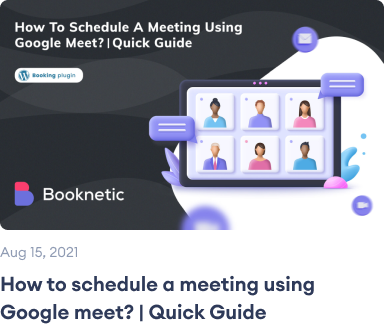 How To Schedule A Meeting Using
Google Meet? | Quick Guide
Booking plugin
Booknetic
Aug 15, 2021
How to schedule a meeting using
Google meet? | Quick Guide